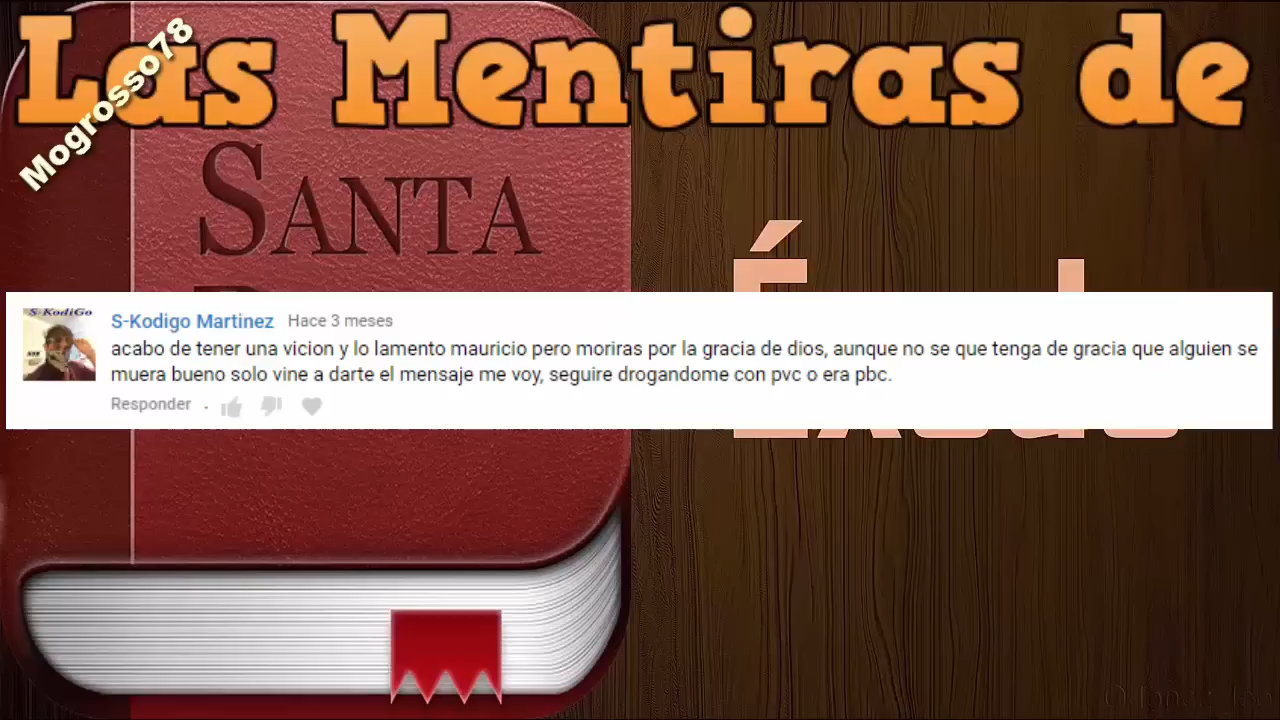 Las Mentiras de
Mogrosso78
SANTA
S-KodiGo
S-Kodigo Martinez Hace 3 meses
acabo de tener una vicion y lo lamento mauricio pero moriras por la gracia de dios, aunque no se que tenga de gracia que alguien se
muera bueno solo vine a darte el mensaje me voy, seguire drogandome con pvc o era pbc.
Responder .